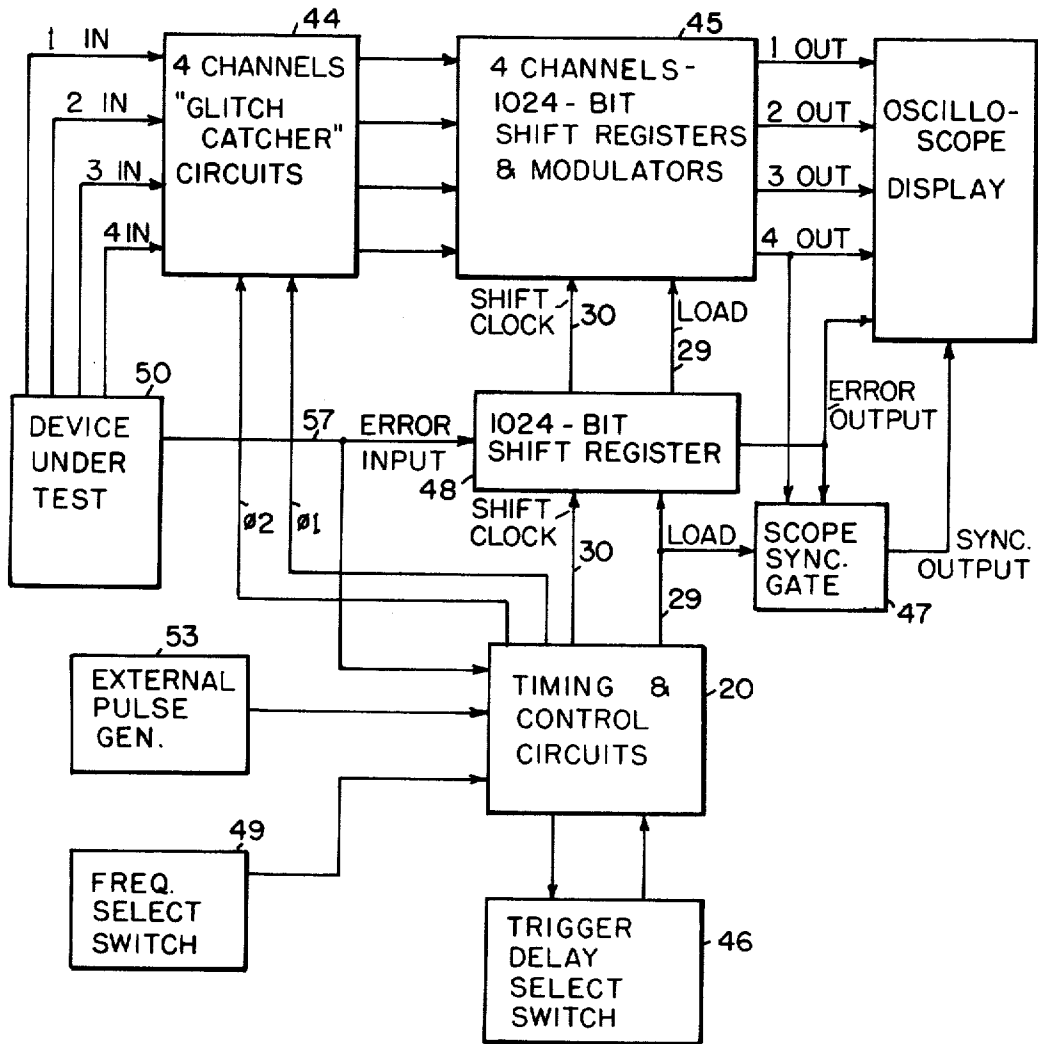 1 IN
2 IN
3 IN
4 IN
44
4 CHANNELS
"GLITCH
CATCHER"
CIRCUITS
45
4 CHANNELS-
1024-BIT
SHIFT REGISTERS
& MODULATORS
1 OUT
2 OUT
3 OUT
4 OUT
OSCILLO-
SCOPE
DISPLAY
SHIFT
CLOCK
30
LOAD
29
50
DEVICE
UNDER
TEST
57
ERROR
INPUT
1024-BIT
SHIFT REGISTER
48
ERROR
OUTPUT
ø2
ø1
SHIFT
CLOCK
30
LOAD
29
SCOPE
SYNC.
GATE
47
SYNC.
OUTPUT
53
EXTERNAL
PULSE
GEN.
TIMING &
CONTROL
CIRCUITS
20
49
FREQ.
SELECT
SWITCH
TRIGGER
DELAY
SELECT
SWITCH
46